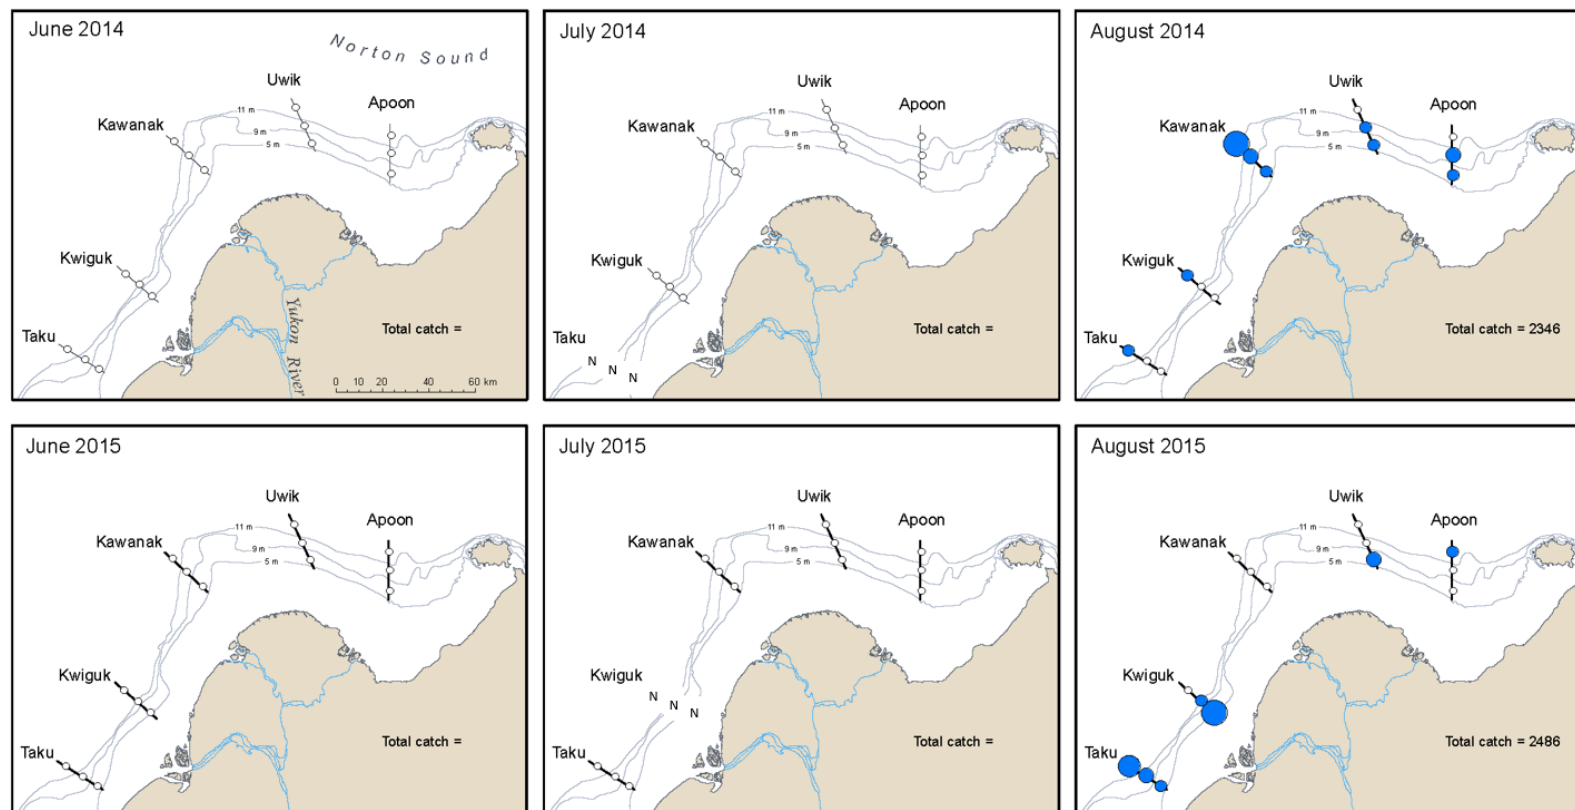 June 2014
Norton Sound
Uwik
Apoon
Kawanak
11 m
9 m
5 m
Kwiguk
Taku
Yukon River
Total catch =
0 10 20 40 60 km
July 2014
Uwik
Apoon
Kawanak
11 m
9 m
5 m
Kwiguk
Taku
N
N
N
Total catch =
August 2014
Uwik
Apoon
Kawanak
11 m
9 m
5 m
Kwiguk
Taku
Total catch = 2346
June 2015
Uwik
Apoon
Kawanak
11 m
9 m
5 m
Kwiguk
Taku
Total catch =
July 2015
Uwik
Apoon
Kawanak
11 m
9 m
5 m
Kwiguk
N
N
N
Taku
Total catch =
August 2015
Uwik
Apoon
Kawanak
11 m
9 m
5 m
Kwiguk
Taku
Total catch = 2486